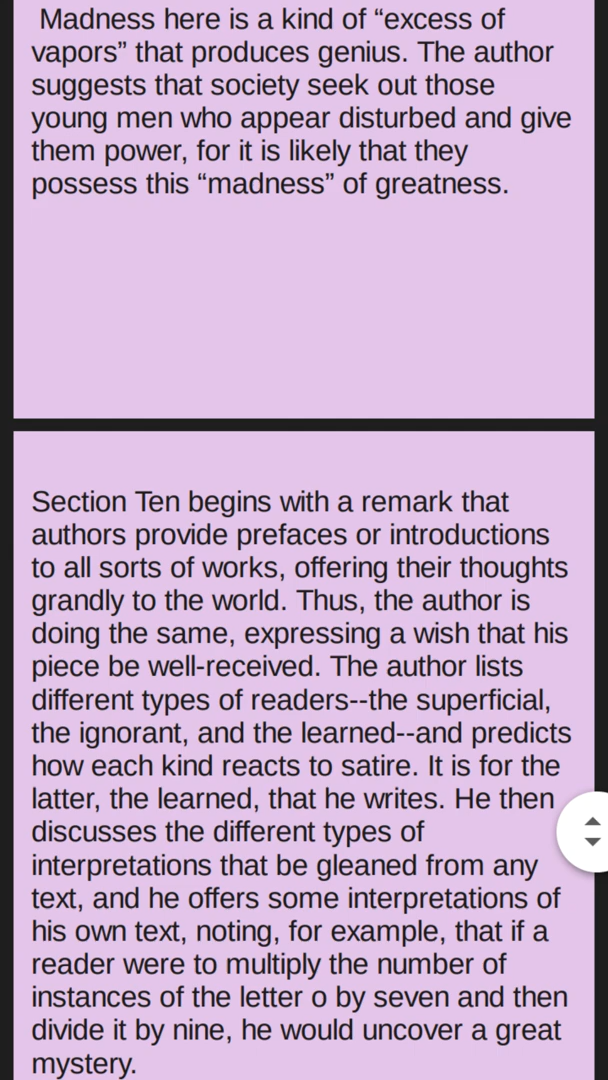 Madness here is a kind of “excess of
vapors” that produces genius. The author
suggests that society seek out those
young men who appear disturbed and give
them power, for it is likely that they
possess this “madness” of greatness.
Section Ten begins with a remark that
authors provide prefaces or introductions
to all sorts of works, offering their thoughts
grandly to the world. Thus, the author is
doing the same, expressing a wish that his
piece be well-received. The author lists
different types of readers--the superficial,
the ignorant, and the learned--and predicts
how each kind reacts to satire. It is for the
latter, the learned, that he writes. He then
discusses the different types of
interpretations that be gleaned from any
text, and he offers some interpretations of
his own text, noting, for example, that if a
reader were to multiply the number of
instances of the letter o by seven and then
divide it by nine, he would uncover a great
mystery.